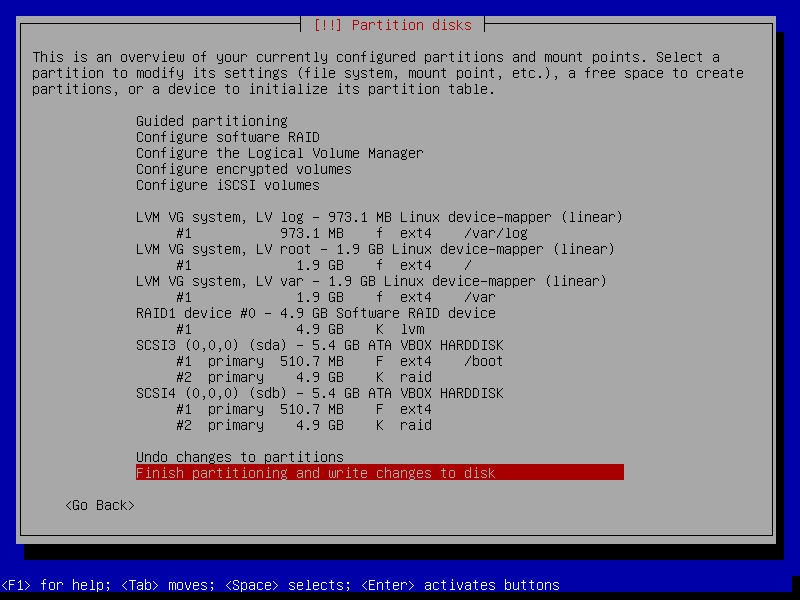 [!!] Partition disks
This is an overview of your currently configured partitions and mount points. Select a
partition to modify its settings (file system, mount point, etc.), a free space to create
partitions, or a device to initialize its partition table.
Guided partitioning
Configure software RAID
Configure the Logical Volume Manager
Configure encrypted volumes
Configure iSCSI volumes
LVM VG system, LV log - 973.1 MB Linux device-mapper (linear)
#1 973.1 MB f ext4 /var/log
LVM VG system, LV root - 1.9 GB Linux device-mapper (linear)
#1 1.9 GB f ext4 /
LVM VG system, LV var - 1.9 GB Linux device-mapper (linear)
#1 1.9 GB f ext4 /var
RAID1 device #0 - 4.9 GB Software RAID device
#1 4.9 GB K lvm
SCSI3 (0,0,0) (sda) - 5.4 GB ATA VBOX HARDDISK
#1 primary 510.7 MB F ext4 /boot
#2 primary 4.9 GB K raid
SCSI4 (0,0,0) (sdb) - 5.4 GB ATA VBOX HARDDISK
#1 primary 510.7 MB F ext4
#2 primary 4.9 GB K raid
Undo changes to partitions
Finish partitioning and write changes to disk
<Go Back>
<F1> for help; <Tab> moves; <Space> selects; <Enter> activates buttons